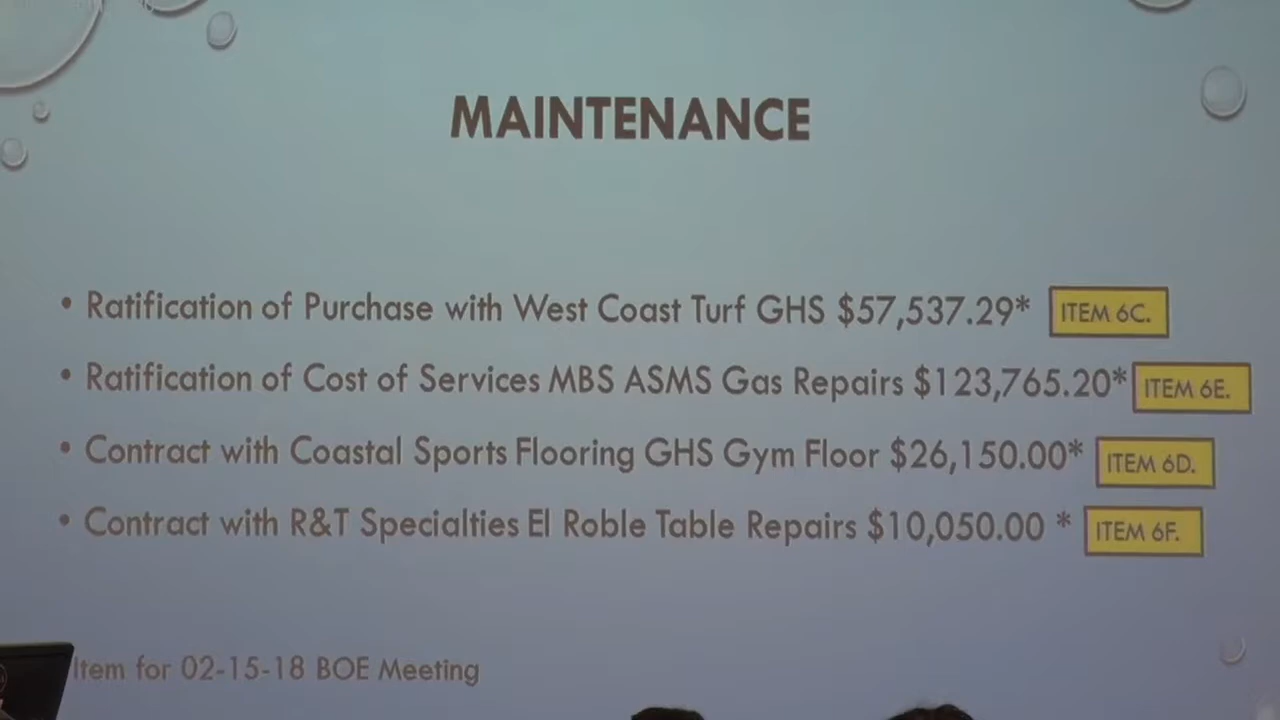 MAINTENANCE
• Ratification of Purchase with West Coast Turf GHS $57,537.29* ITEM 6C.
• Ratification of Cost of Services MBS ASMS Gas Repairs $123,765.20* ITEM 6E.
• Contract with Coastal Sports Flooring GHS Gym Floor $26,150.00* ITEM 6D.
• Contract with R&T Specialties El Roble Table Repairs $10,050.00 * ITEM 6F.
Item for 02-15-18 BOE Meeting